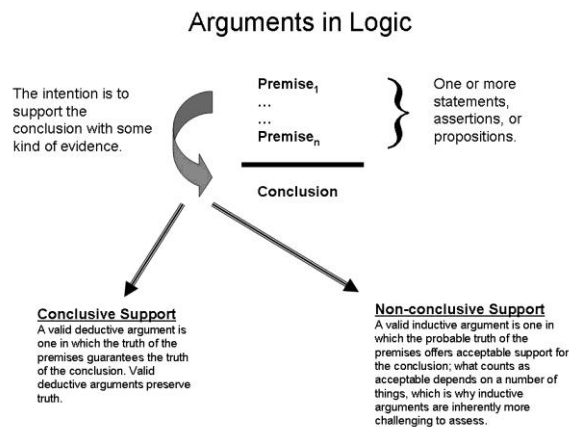 Arguments in Logic
The intention is to
support the
conclusion with some
kind of evidence.
Premise1
...
...
Premisen
Conclusion
One or more
statements,
assertions, or
propositions.
Conclusive Support
A valid deductive argument is
one in which the truth of the
premises guarantees the truth
of the conclusion. Valid
deductive arguments preserve
truth.
Non-conclusive Support
A valid inductive argument is one in
which the probable truth of the
premises offers acceptable support for
the conclusion; what counts as
acceptable depends on a number of
things, which is why inductive
arguments are inherently more
challenging to assess.